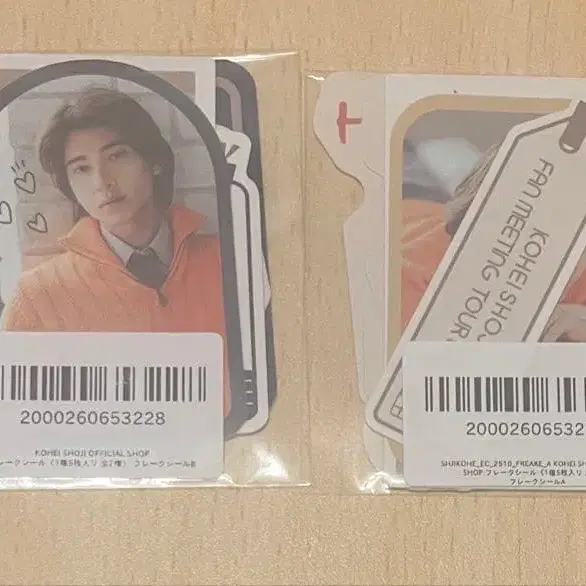 2000260653228
KOHEI SHOJI OFFICIAL SHOP
フレークシール（1種5枚入り 全2種） フレークシールB
T
FAN MEETING TOUR
KOHEI SHO
20002606532
SHJIKOHE_EC_2510_FREAKE_A KOHEI SH
SHOP フレークシール（1種5枚入り
フレークシールA